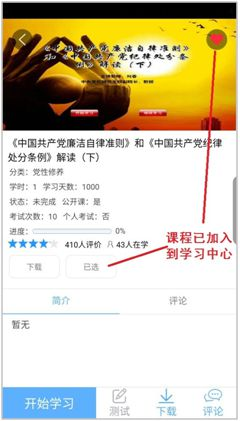 《中国共产党廉洁自律准则》
和《中国共产党纪律处分条
例》解读（下）
《中国共产党廉洁自律准则》和《中国共产党纪律
处分条例》解读（下）
分类：党性修养
学时：1 学习天数：1000
状态：未完成 公开课：是
考试次数：10 个人考试：否
进度： 0%
410人评价 43人在学
课程已加入
到学习中心
下载 已选
简介 评论
暂无
开始学习 测试 下载 评论